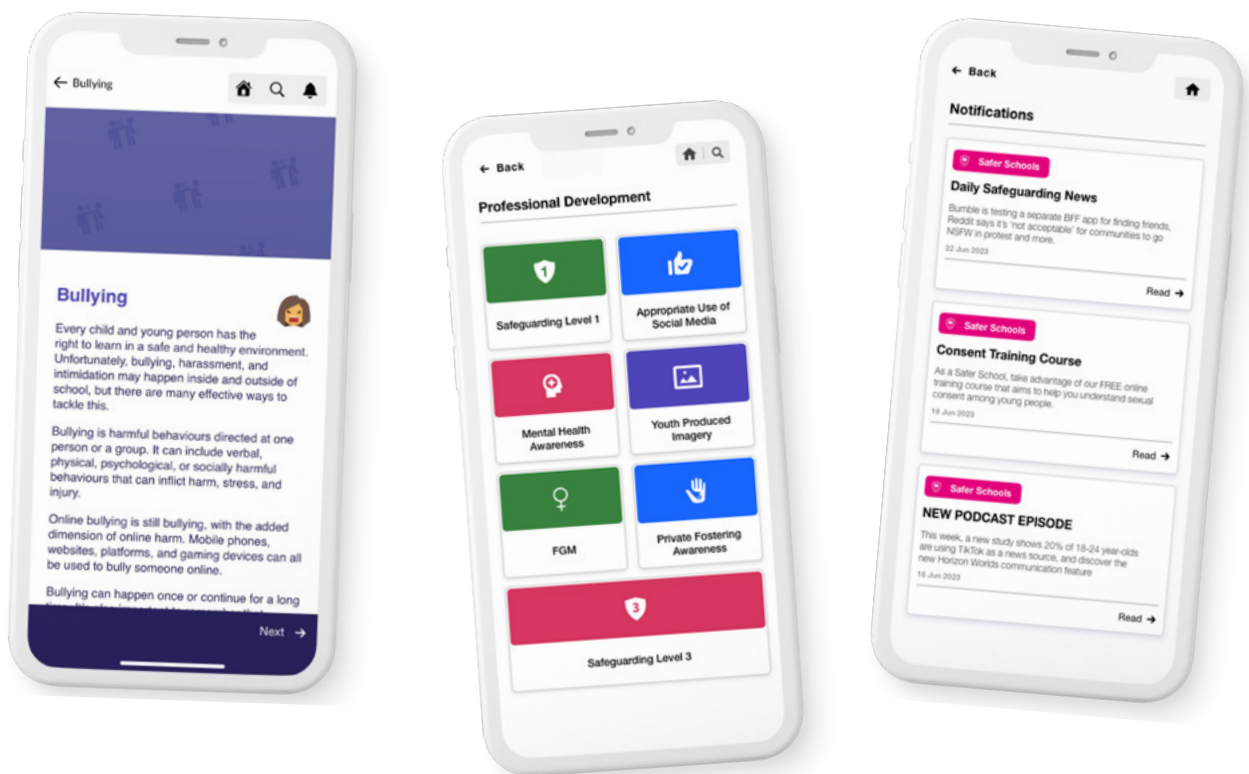 ← Bullying
Bullying
Every child and young person has the
right to learn in a safe and healthy environment.
Unfortunately, bullying, harassment, and
intimidation may happen inside and outside of
school, but there are many effective ways to
tackle this.
Bullying is harmful behaviours directed at one
person or a group. It can include verbal,
physical, psychological, or socially harmful
behaviours that can inflict harm, stress, and
injury.
Online bullying is still bullying, with the added
dimension of online harm. Mobile phones,
websites, platforms, and gaming devices can all
be used to bully someone online.
Bullying can happen once or continue for a long
Next →
← Back
Professional Development
1
Safeguarding Level 1
Appropriate Use of
Social Media
Mental Health
Awareness
Youth Produced
Imagery
FGM
Private Fostering
Awareness
3
Safeguarding Level 3
← Back
Notifications
Safer Schools
Daily Safeguarding News
Bumble is testing a separate BFF app for finding friends,
Reddit says it's 'not acceptable' for communities to go
NSFW in protest and more.
22 Jun 2023
Read →
Safer Schools
Consent Training Course
As a Safer School, take advantage of our FREE online
training course that aims to help you understand sexual
consent among young people.
Jun 2023
Read →
Safer Schools
NEW PODCAST EPISODE
This week, a new study shows 20% of 18-24 year-olds
are using TikTok as a news source, and discover the
new Horizon Worlds communication feature
16 Jun 2023
Read →